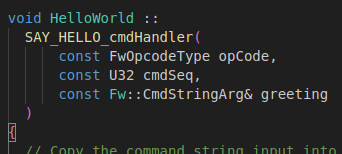 void HelloWorld ::
SAY_HELLO_cmdHandler(
const FwOpcodeType opCode,
const U32 cmdSeq,
const Fw::CmdStringArg& greeting
)
{
// Copy the command string input into